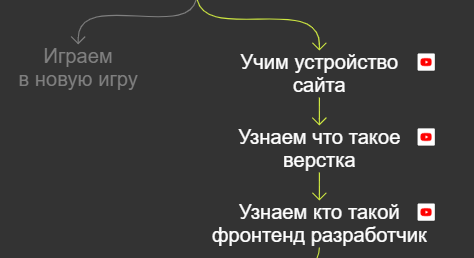 Играем
в новую игру
Учим устройство
сайта
Узнаем что такое
верстка
Узнаем кто такой
фронтенд разработчик